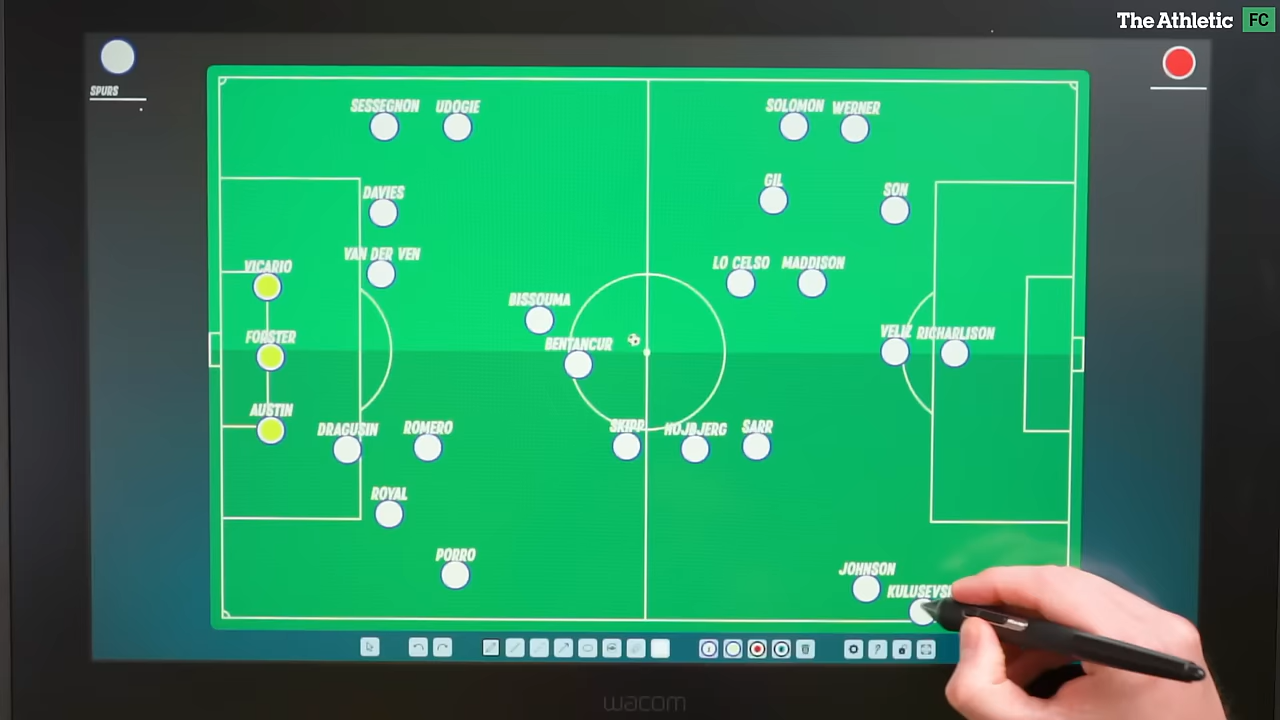 The Athletic FC
SPURS
SESSEGNON UDOGIE
SOLOMON WERNER
DAVIES
GIL
SON
VAN DER VEN
VICARIO
LO CELSO MADDISON
BISSOUMA
FORSTER
BENTANCUR
VELIZ RICHARLISON
AUSTIN
DRAGUSIN ROMERO
SKIPP HOJBJERG SARR
ROYAL
PORRO
JOHNSON
KULUSEVSKI
wacom